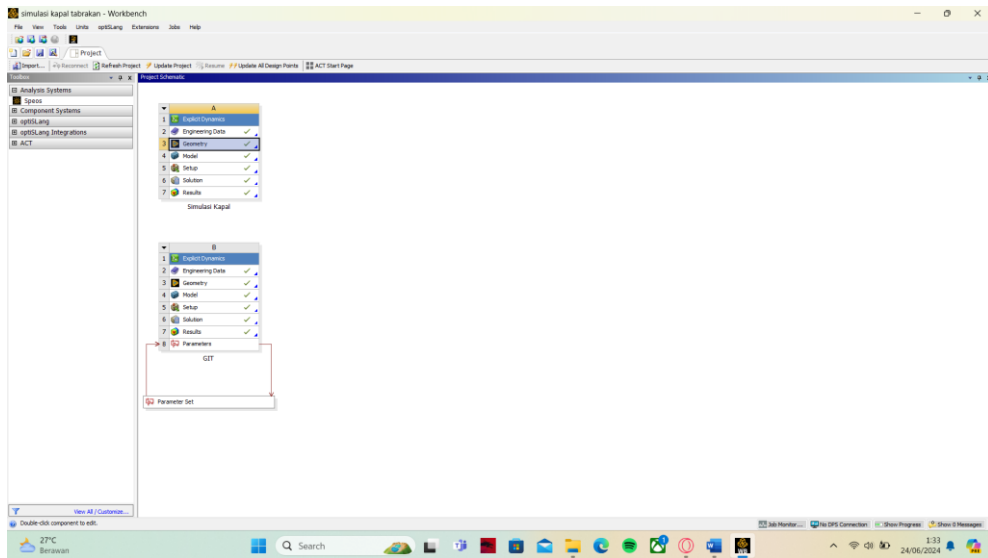 simulasi kapal tabrakan - Workbench
File View Tools Units optiSLang Extensions Jobs Help
Project
Import... Reconnect Refresh Project Update Project Resume Update All Design Points ACT Start Page
Toolbox
Project Schematic
Analysis Systems
Speos
Component Systems
optiSLang
optiSLang Integrations
ACT
A
1 Explicit Dynamics
2 Engineering Data
3 Geometry
4 Model
5 Setup
6 Solution
7 Results
Simulasi Kapal
B
1 Explicit Dynamics
2 Engineering Data
3 Geometry
4 Model
5 Setup
6 Solution
7 Results
8 Parameters
GIT
Parameter Set
View All / Customize...
Double-click component to edit.
Job Monitor... No DPS Connection Show Progress Show 0 Messages
27°C
Berawan
Search
1:33
24/06/2024